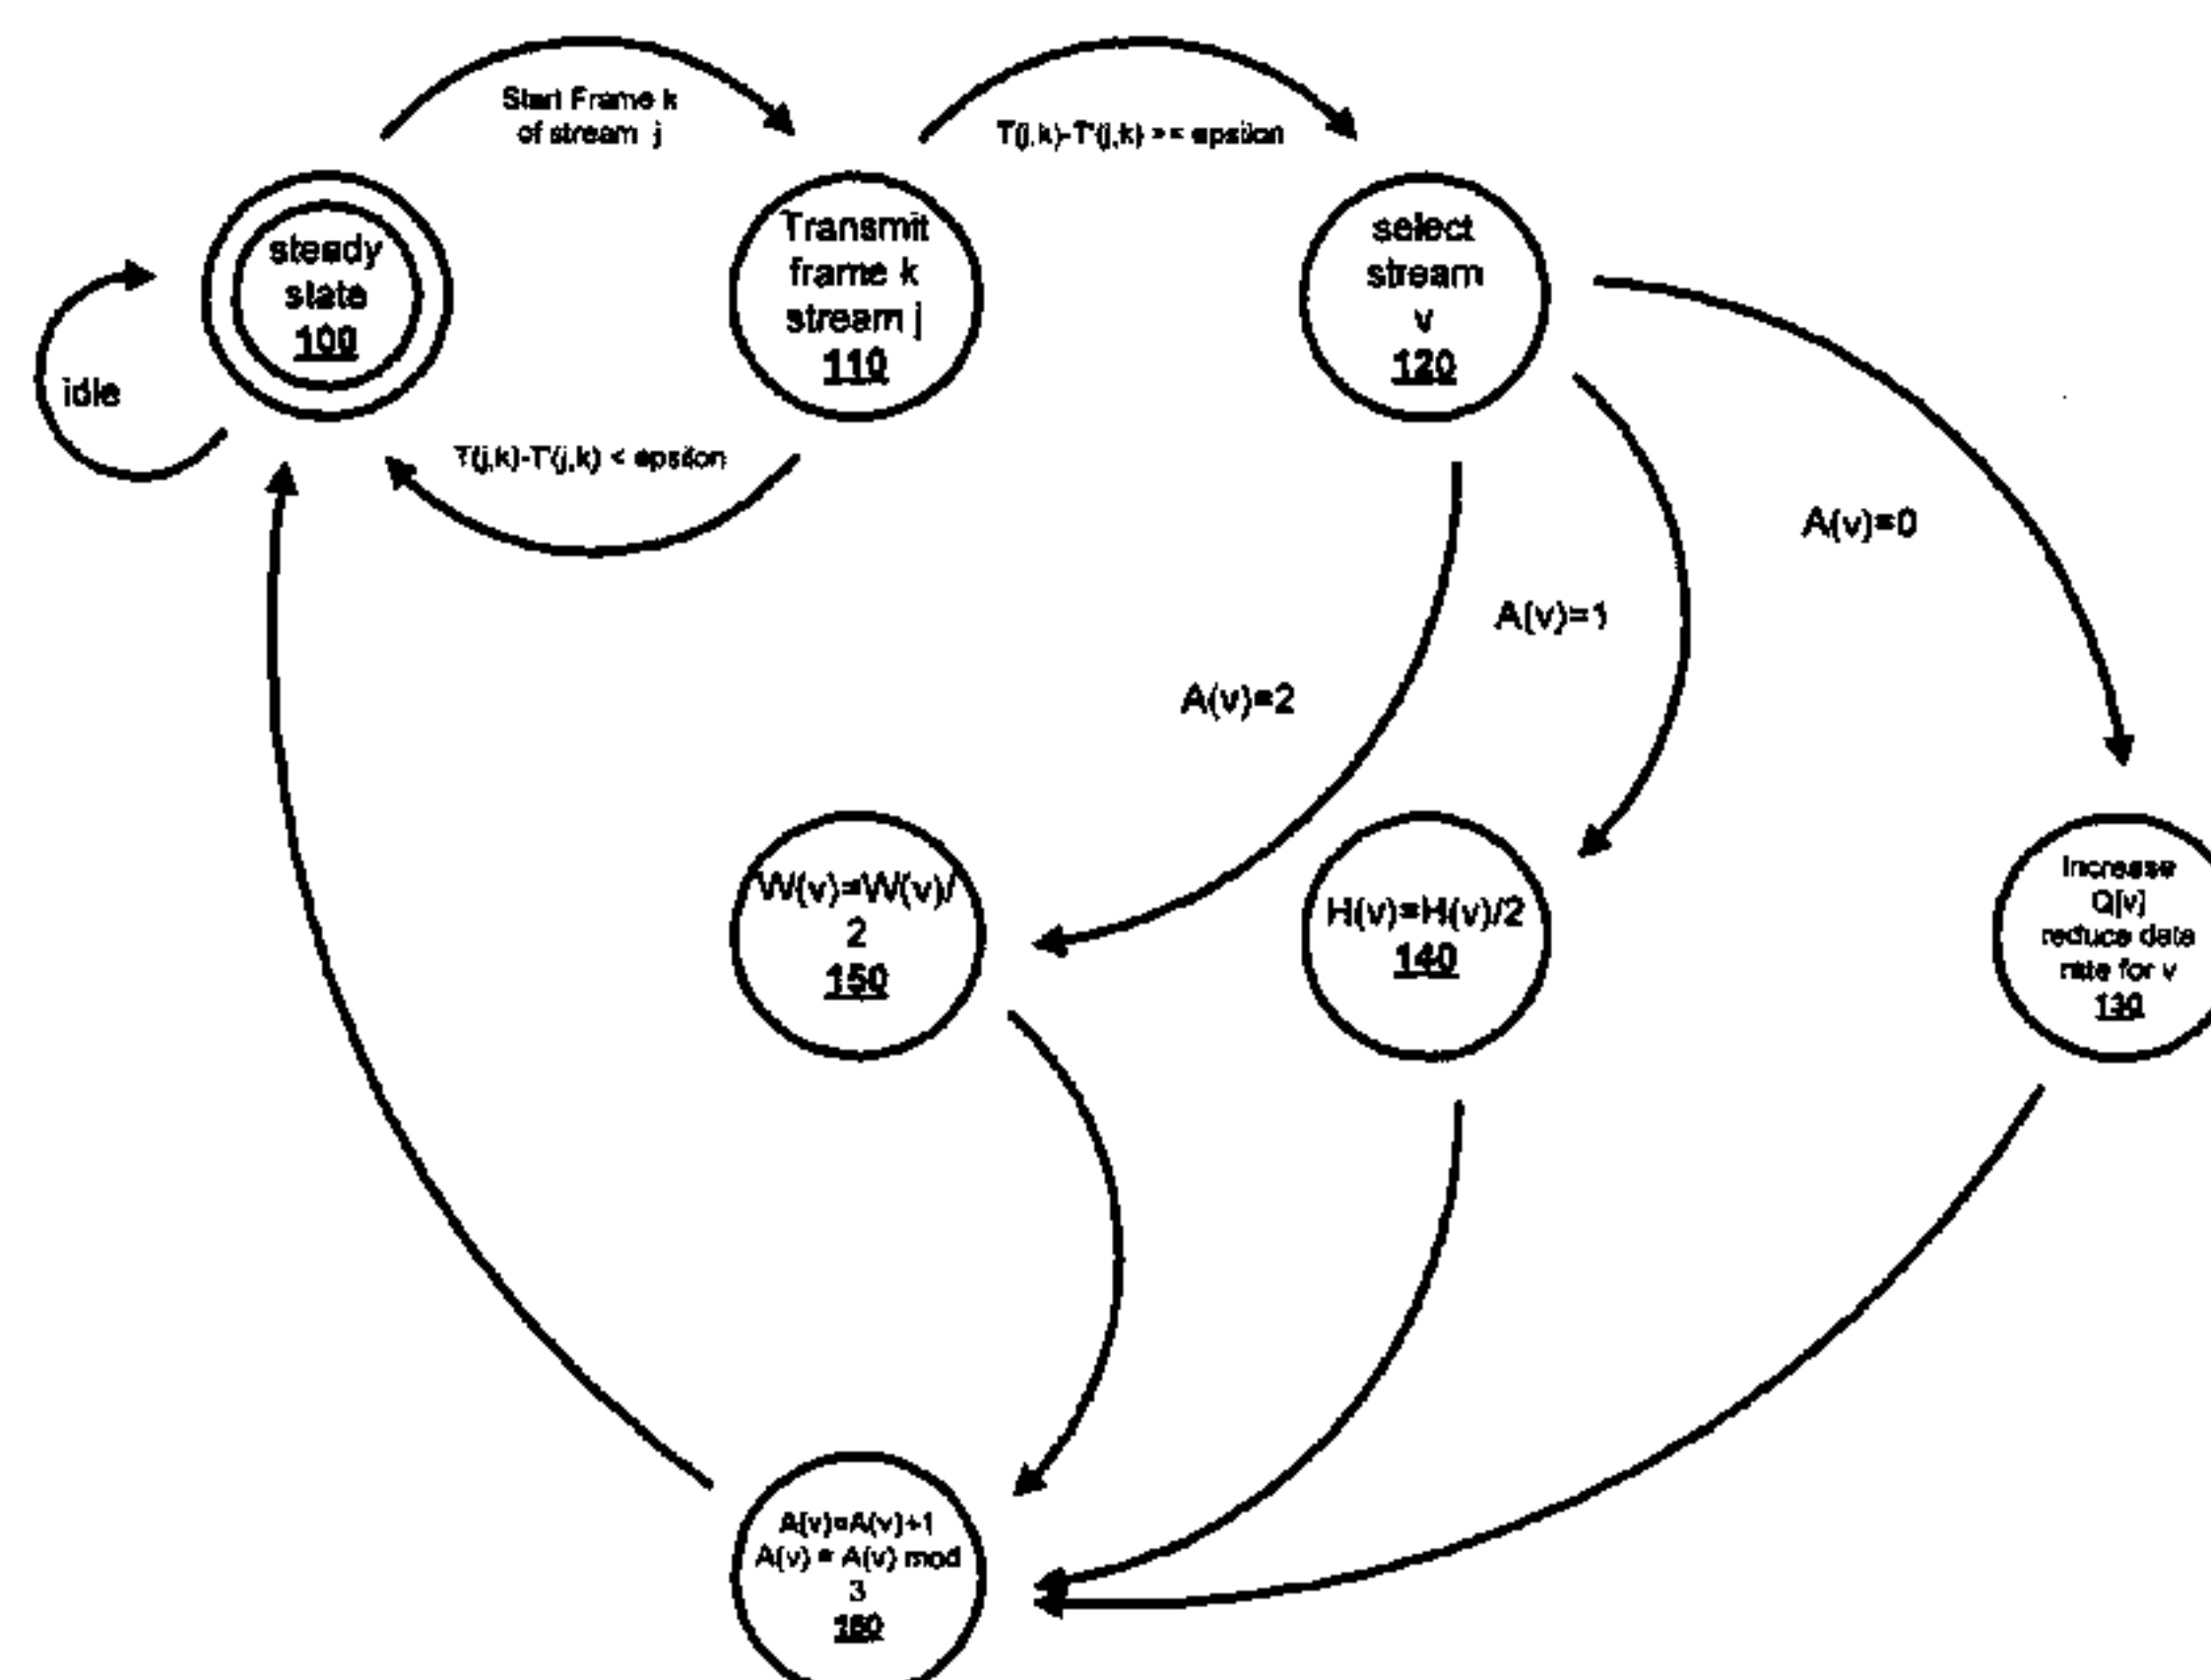 Start Frame k
of stream j
T(j,k)-T'(j,k) >= epsilon
steady
state
100
Transmit
frame k
stream j
110
select
stream
v
120
idle
T(j,k)-T'(j,k) < epsilon
A(v)=0
A(v)=1
A(v)=2
W(v)=W(v)/
2
150
H(v)=H(v)/2
140
Increase
Q[v]
reduce data
rate for v
130
A(v)=A(v)+1
A(v) = A(v) mod
3
160